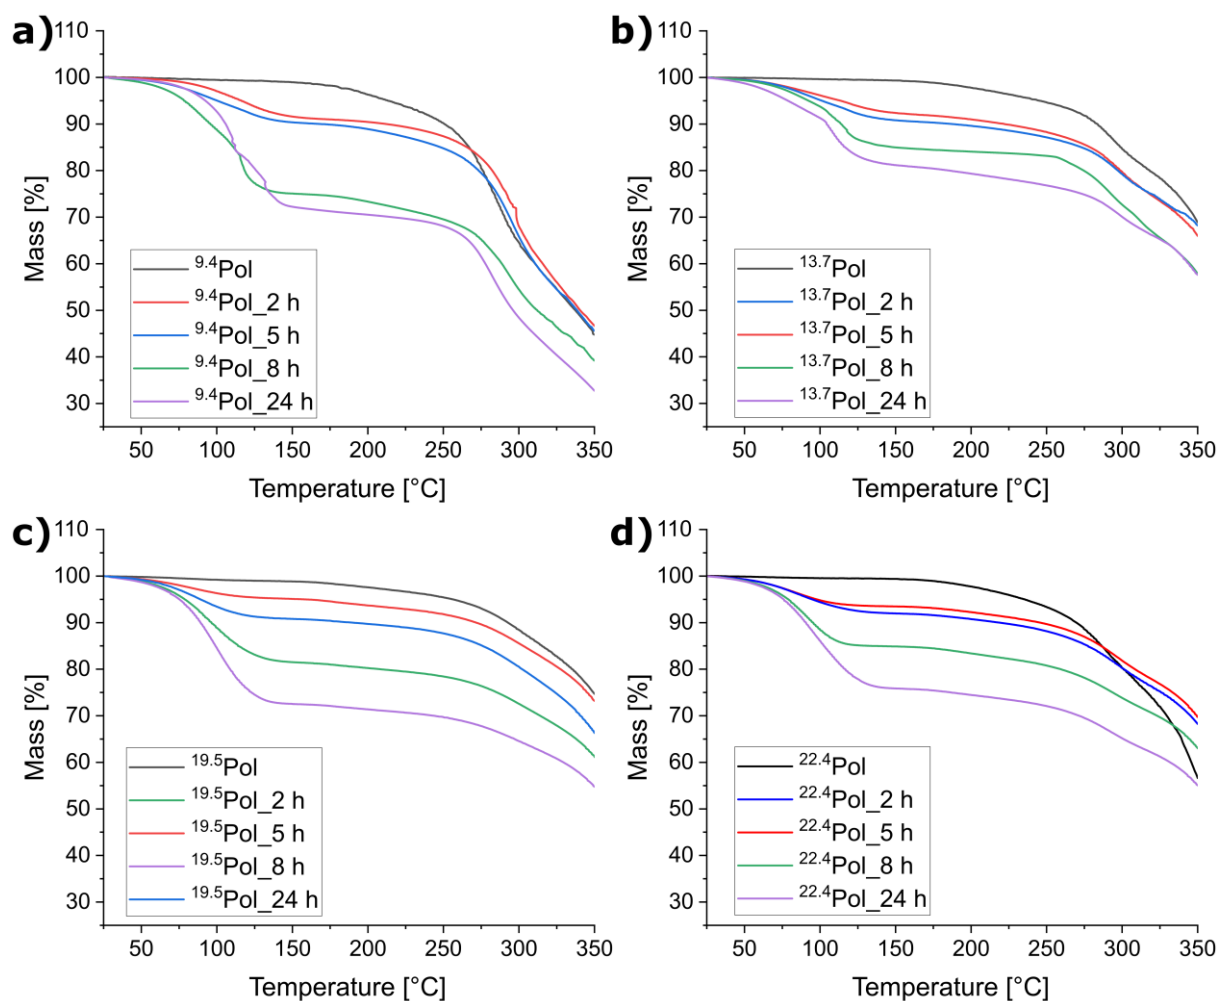 a)
110
100
90
80
70
60
50
40
30
Mass [%]
⁹·⁴Pol
⁹·⁴Pol_2 h
⁹·⁴Pol_5 h
⁹·⁴Pol_8 h
⁹·⁴Pol_24 h
50 100 150 200 250 300 350
Temperature [°C]
b)
110
100
90
80
70
60
50
40
30
Mass [%]
¹³·⁷Pol
¹³·⁷Pol_2 h
¹³·⁷Pol_5 h
¹³·⁷Pol_8 h
¹³·⁷Pol_24 h
50 100 150 200 250 300 350
Temperature [°C]
c)
110
100
90
80
70
60
50
40
30
Mass [%]
¹⁹·⁵Pol
¹⁹·⁵Pol_2 h
¹⁹·⁵Pol_5 h
¹⁹·⁵Pol_8 h
¹⁹·⁵Pol_24 h
50 100 150 200 250 300 350
Temperature [°C]
d)
110
100
90
80
70
60
50
40
30
Mass [%]
²²·⁴Pol
²²·⁴Pol_2 h
²²·⁴Pol_5 h
²²·⁴Pol_8 h
²²·⁴Pol_24 h
50 100 150 200 250 300 350
Temperature [°C]